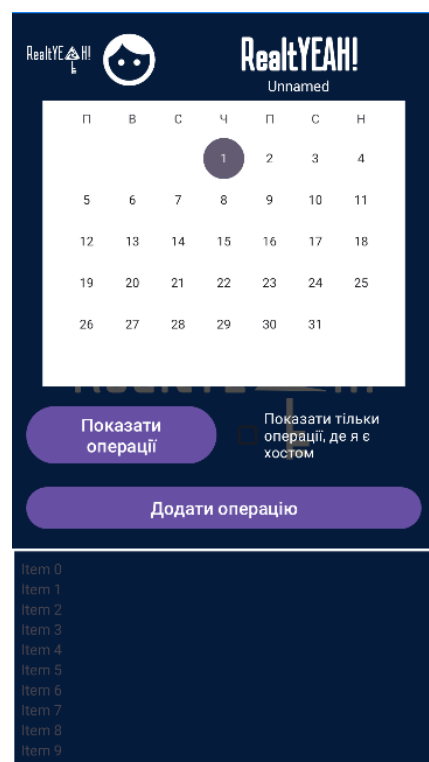 RealtYE H!
RealtYEAH!
Unnamed
П В С Ч П С Н
1 2 3 4
5 6 7 8 9 10 11
12 13 14 15 16 17 18
19 20 21 22 23 24 25
26 27 28 29 30 31
Показати
операції
Показати тільки
операції, де я є
хостом
Додати операцію
Item 0
Item 1
Item 2
Item 3
Item 4
Item 5
Item 6
Item 7
Item 8
Item 9